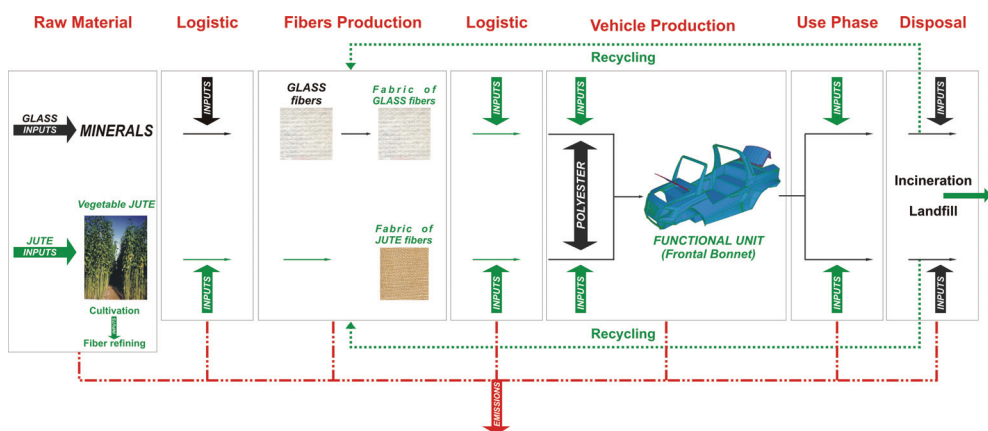 Raw Material
Logistic
Fibers Production
Logistic
Vehicle Production
Use Phase
Disposal
Recycling
GLASS
INPUTS
MINERALS
INPUTS
GLASS
fibers
Fabric of
GLASS fibers
INPUTS
INPUTS
INPUTS
INPUTS
POLYESTER
Incineration
Landfill
Vegetable JUTE
JUTE
INPUTS
Fabric of
JUTE fibers
FUNCTIONAL UNIT
(Frontal Bonnet)
INPUTS
INPUTS
INPUTS
INPUTS
INPUTS
Cultivation
INPUTS
Fiber refining
Recycling
EMISSIONS